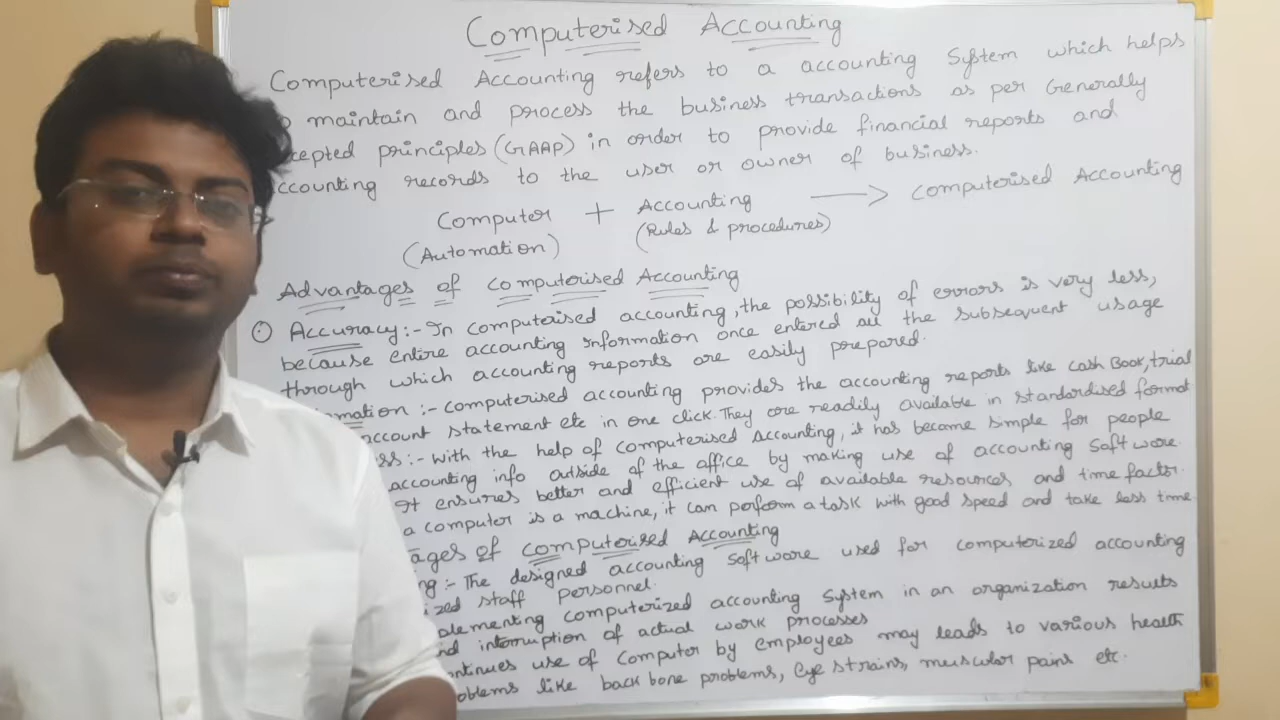 Computerised Accounting
Computerised Accounting refers to a accounting System which helps
maintain and process the business transactions as per Generally
cepted principles (GAAP) in order to provide financial reports and
ccounting records to the user or owner of business.
Computer + Accounting → Computerised Accounting
(Automation) (Rules & procedures)
Advantages of Computerised Accounting
① Accuracy:- In computerised accounting, the possibility of errors is very less,
because entire accounting information once entered all the subsequent usage
through which accounting reports are easily prepared.
mation :- Computerised accounting provides the accounting reports like Cash Book, trial
account statement etc in one click. They are readily available in standardised format
ss:- With the help of Computerised Accounting, it has become simple for people
accounting info outside of the office by making use of accounting Software.
It ensures better and efficient use of available resources and time factor.
a computer is a machine, it can perform a task with good speed and take less time
ages of Computerised Accounting
ng:- The designed accounting Software used for computerized accounting
ized staff personnel.
plementing computerized accounting System in an organization results
nd interruption of actual work processes
ontinues use of Computer by employees may leads to various health
oblems like back bone problems, Eye strains, muscular pains etc.